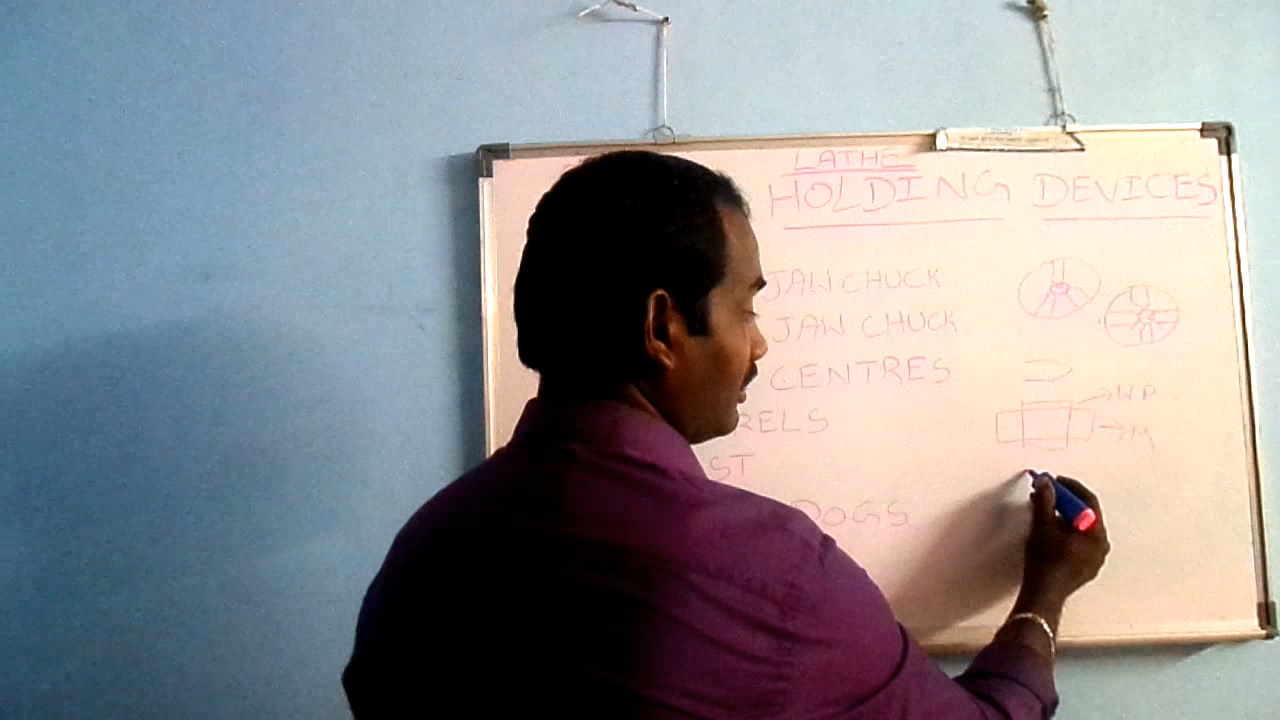 LATHE
HOLDING DEVICES
JAW CHUCK
JAW CHUCK
CENTRES
RELS
ST
DOGS
WP
M